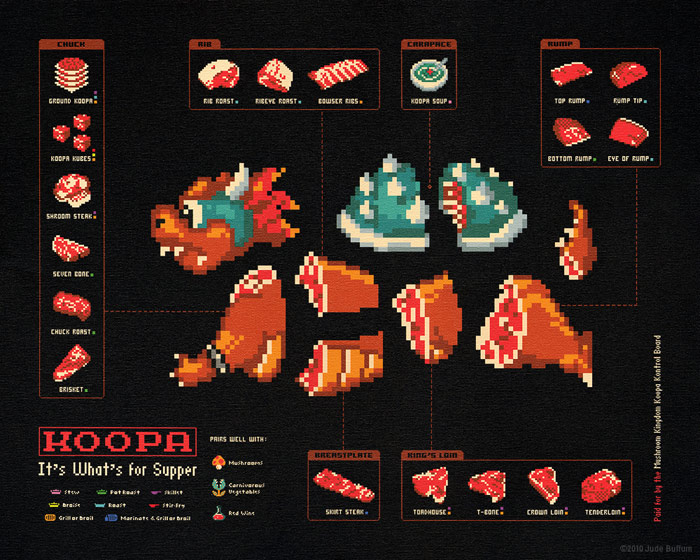 CHUCK
GROUND KOOPA
KOOPA KUBES
SHROOM STEAK
SEVEN BONE
CHUCK ROAST
BRISKET
RIB
RIB ROAST
RIBEYE ROAST
BOWSER RIBS
CARAPACE
KOOPA SOUP
RUMP
TOP RUMP
RUMP TIP
BOTTOM RUMP
EYE OF RUMP
BREASTPLATE
SKIRT STEAK
KING'S LOIN
TOADHOUSE
T-BONE
CROWN LOIN
TENDERLOIN
KOOPA
It's What's for Supper
Stew
Pot Roast
Skillet
Braise
Roast
Stir-fry
Grill or Broil
Marinate & Grill or Broil
PAIRS WELL WITH:
Mushrooms
Carnivorous
Vegetables
Red Wine
Paid for by the Mushroom Kingdom Koopa Kontrol Board
©2010 Jude Buffum